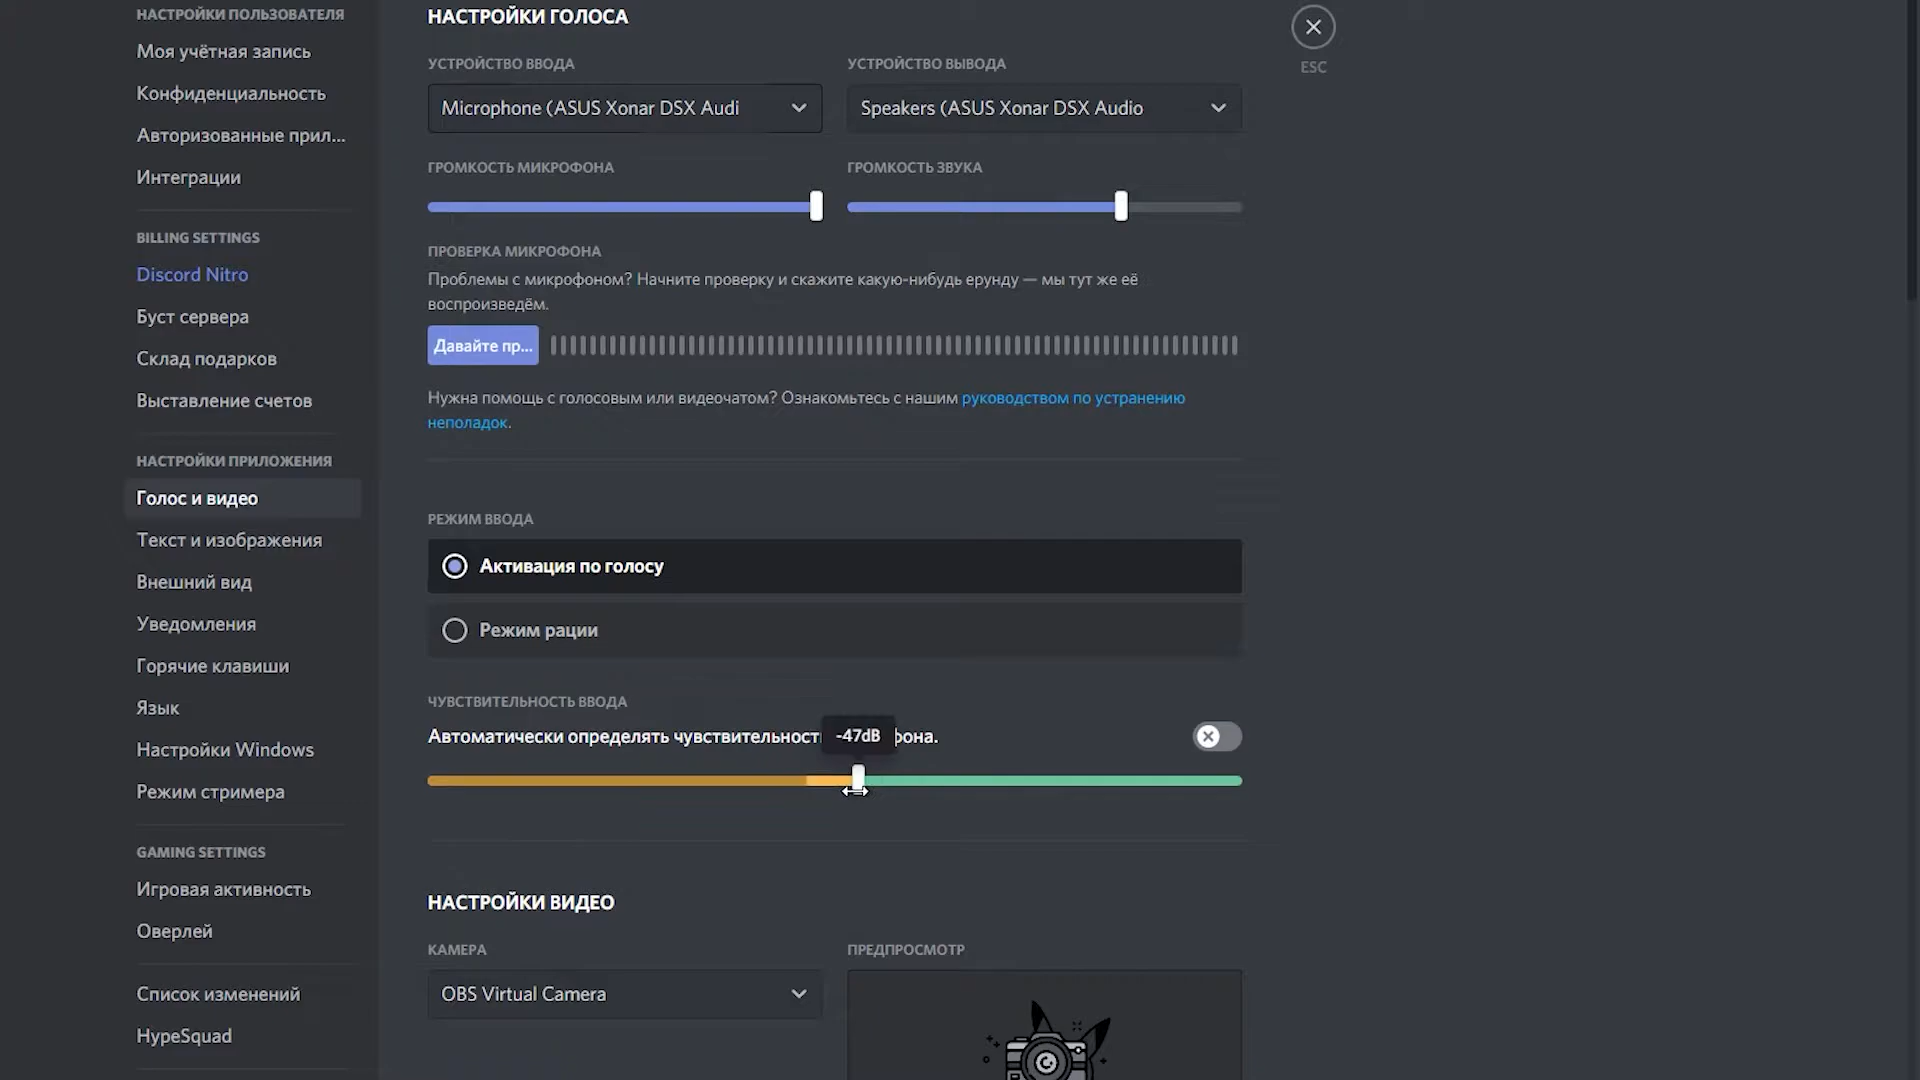 НАСТРОЙКИ ПОЛЬЗОВАТЕЛЯ
Моя учётная запись
Конфиденциальность
Авторизованные прил...
Интеграции
BILLING SETTINGS
Discord Nitro
Буст сервера
Склад подарков
Выставление счетов
НАСТРОЙКИ ПРИЛОЖЕНИЯ
Голос и видео
Текст и изображения
Внешний вид
Уведомления
Горячие клавиши
Язык
Настройки Windows
Режим стримера
GAMING SETTINGS
Игровая активность
Оверлей
Список изменений
HypeSquad
НАСТРОЙКИ ГОЛОСА
УСТРОЙСТВО ВВОДА
Microphone (ASUS Xonar DSX Audi
УСТРОЙСТВО ВЫВОДА
Speakers (ASUS Xonar DSX Audio
ГРОМКОСТЬ МИКРОФОНА
ГРОМКОСТЬ ЗВУКА
ПРОВЕРКА МИКРОФОНА
Проблемы с микрофоном? Начните проверку и скажите какую-нибудь ерунду — мы тут же её
воспроизведём.
Давайте пр...
Нужна помощь с голосовым или видеочатом? Ознакомьтесь с нашим руководством по устранению
неполадок.
РЕЖИМ ВВОДА
Активация по голосу
Режим рации
ЧУВСТВИТЕЛЬНОСТЬ ВВОДА
Автоматически определять чувствительност -47dB фона.
НАСТРОЙКИ ВИДЕО
КАМЕРА
OBS Virtual Camera
ПРЕДПРОСМОТР
ESC